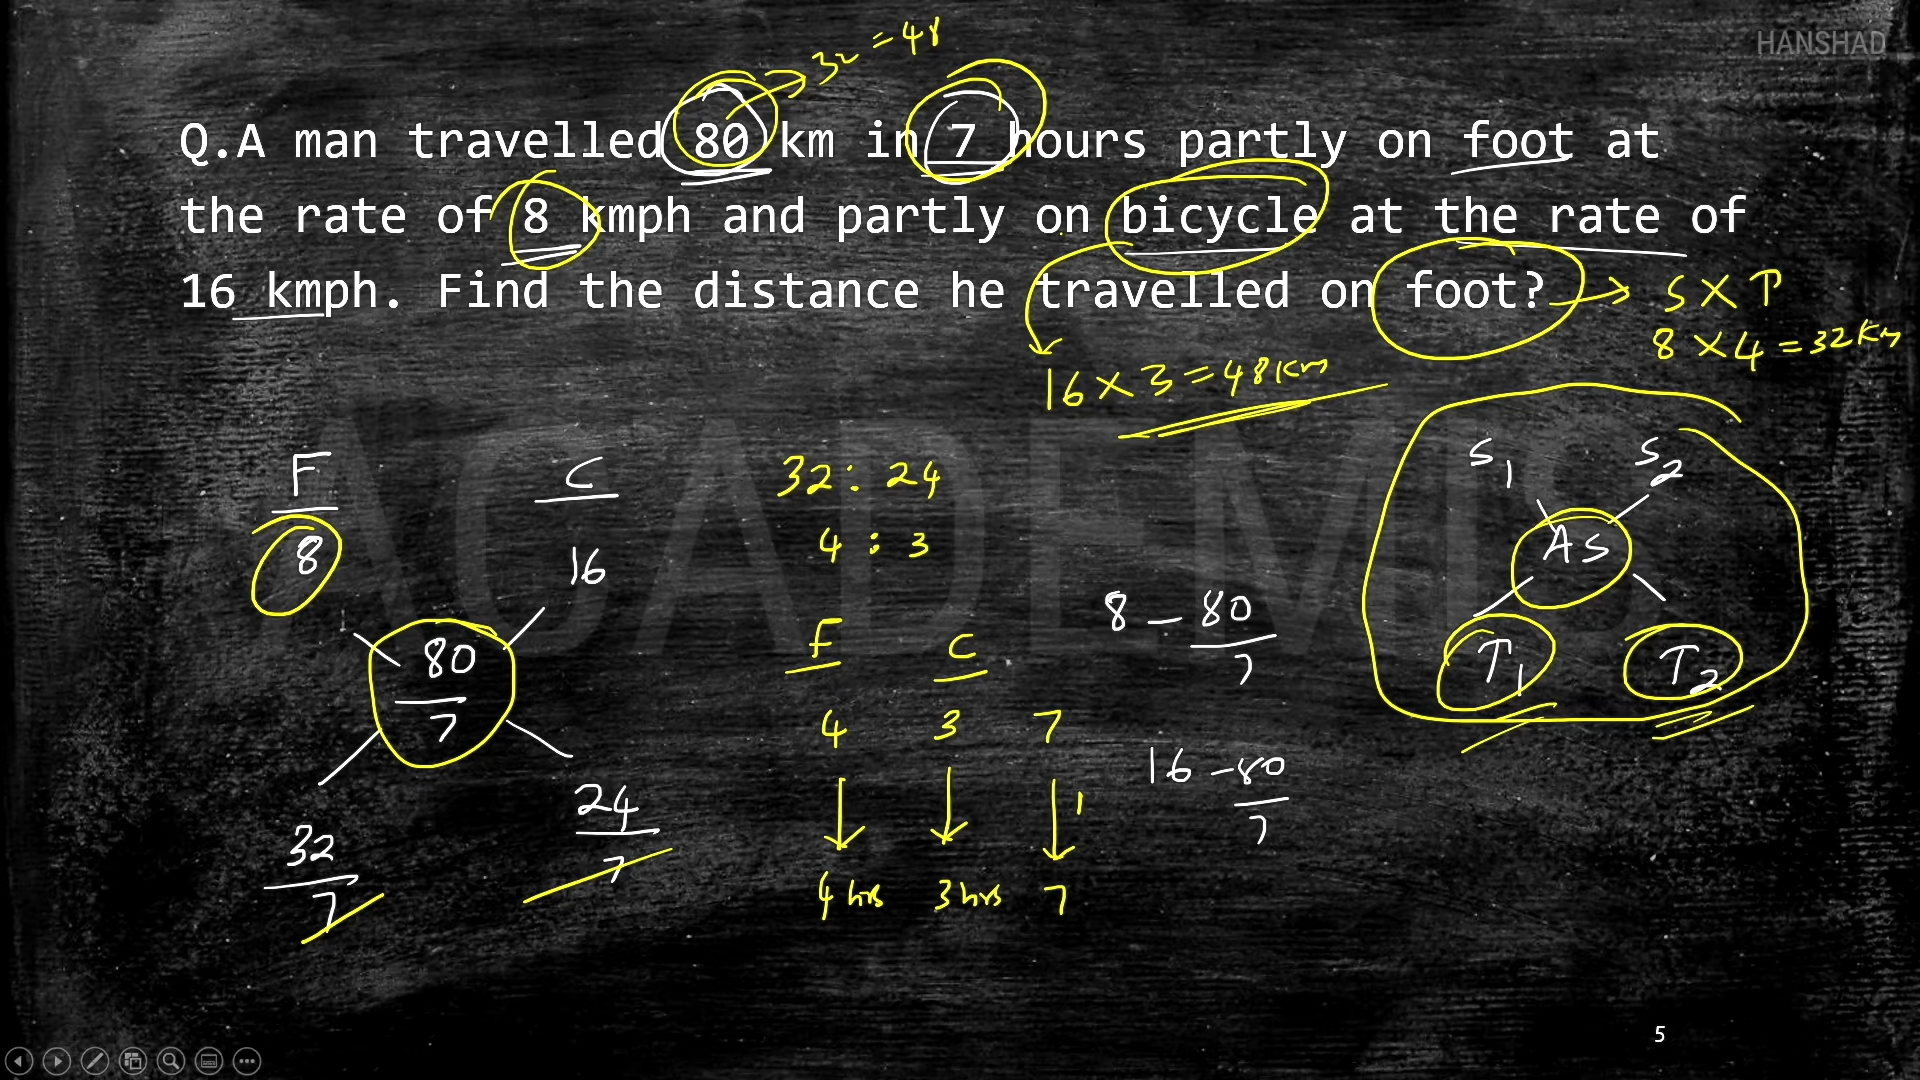 HANSHAD
32 = 48
Q.A man travelled 80 km in 7 hours partly on foot at
the rate of 8 kmph and partly on bicycle at the rate of
16 kmph. Find the distance he travelled on foot?
S × T
8 × 4 = 32 Km
16 × 3 = 48 Km
ACADEMIS
F C
8 16
80/7
32/7 24/7
32 : 24
4 : 3
F C
4 3 7
4 hrs 3 hrs 7
8 - 80/7
16 - 80/7
S1 S2
AS
T1 T2
5